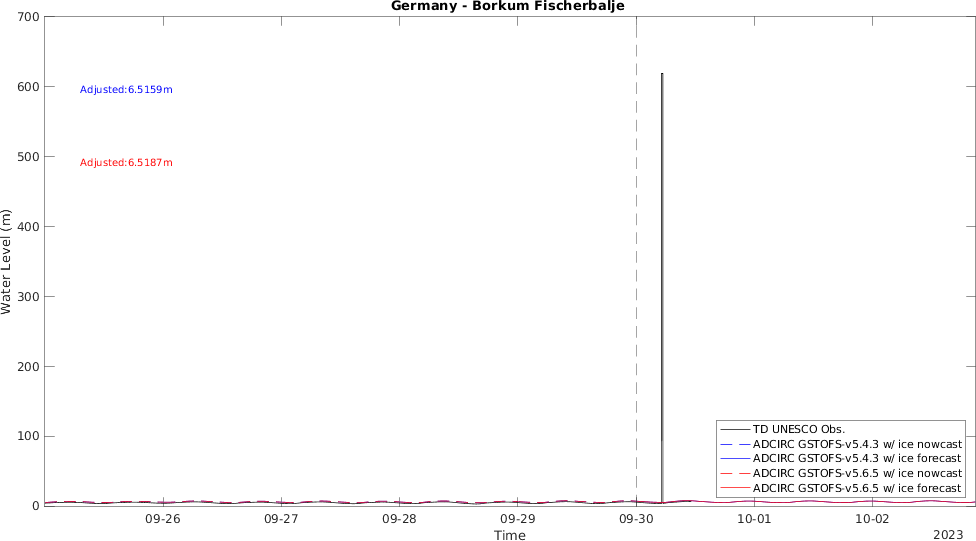 Germany - Borkum Fischerbalje
700
600
500
400
300
200
100
0
Water Level (m)
Adjusted:6.5159m
Adjusted:6.5187m
TD UNESCO Obs.
ADCIRC GSTOFS-v5.4.3 w/ ice nowcast
ADCIRC GSTOFS-v5.4.3 w/ ice forecast
ADCIRC GSTOFS-v5.6.5 w/ ice nowcast
ADCIRC GSTOFS-v5.6.5 w/ ice forecast
09-26 09-27 09-28 09-29 09-30 10-01 10-02
Time
2023